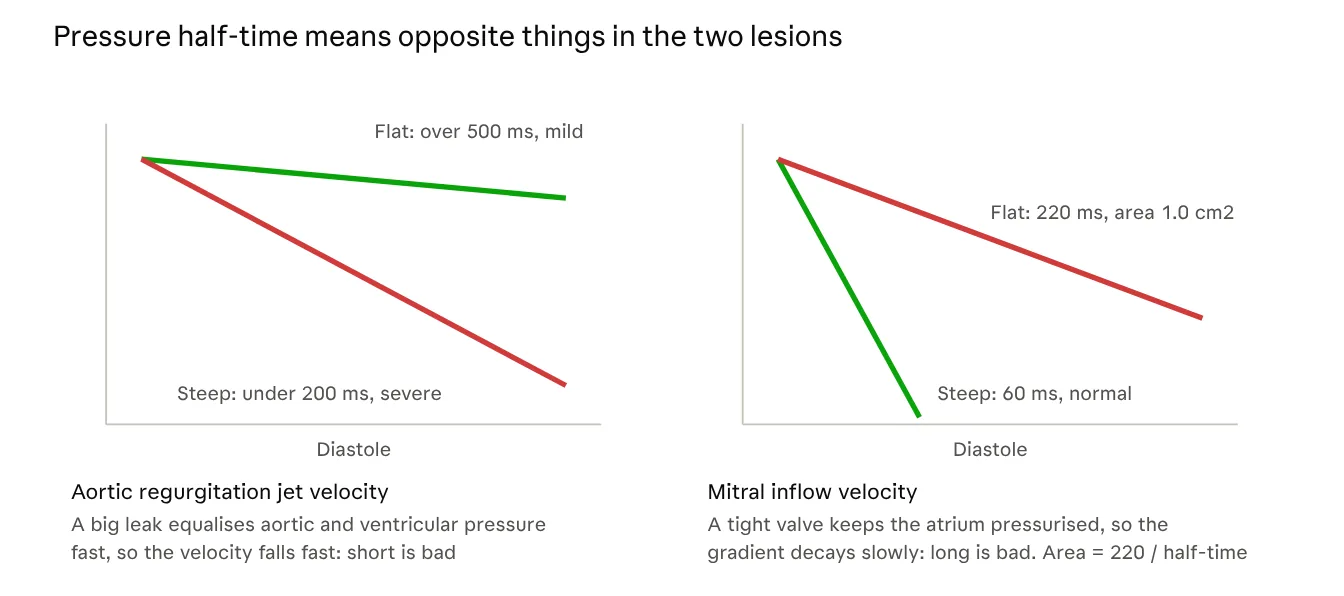 Pressure half-time means opposite things in the two lesions
Flat: over 500 ms, mild
Steep: under 200 ms, severe
Diastole
Aortic regurgitation jet velocity
A big leak equalises aortic and ventricular pressure
fast, so the velocity falls fast: short is bad
Flat: 220 ms, area 1.0 cm2
Steep: 60 ms, normal
Diastole
Mitral inflow velocity
A tight valve keeps the atrium pressurised, so the
gradient decays slowly: long is bad. Area = 220 / half-time